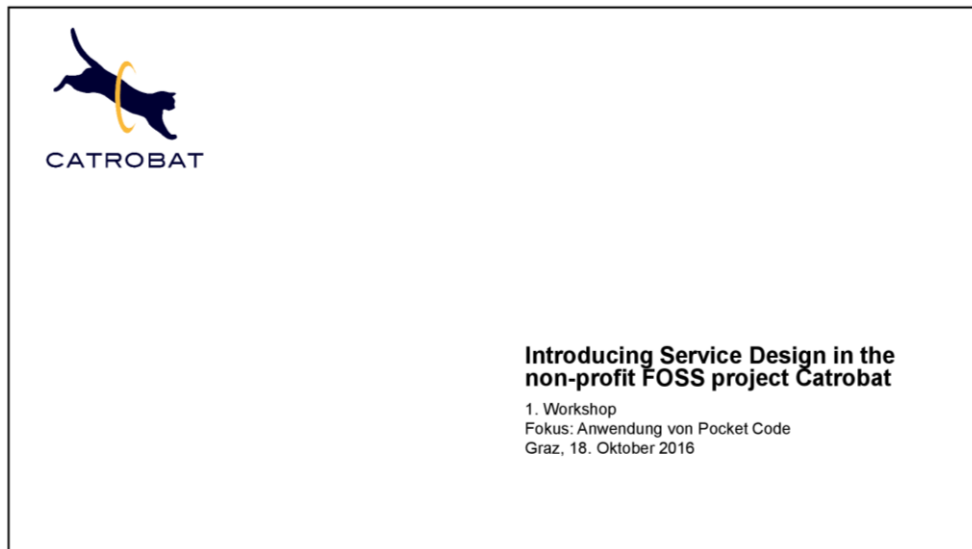 CATROBAT
Introducing Service Design in the
non-profit FOSS project Catrobat
1. Workshop
Fokus: Anwendung von Pocket Code
Graz, 18. Oktober 2016